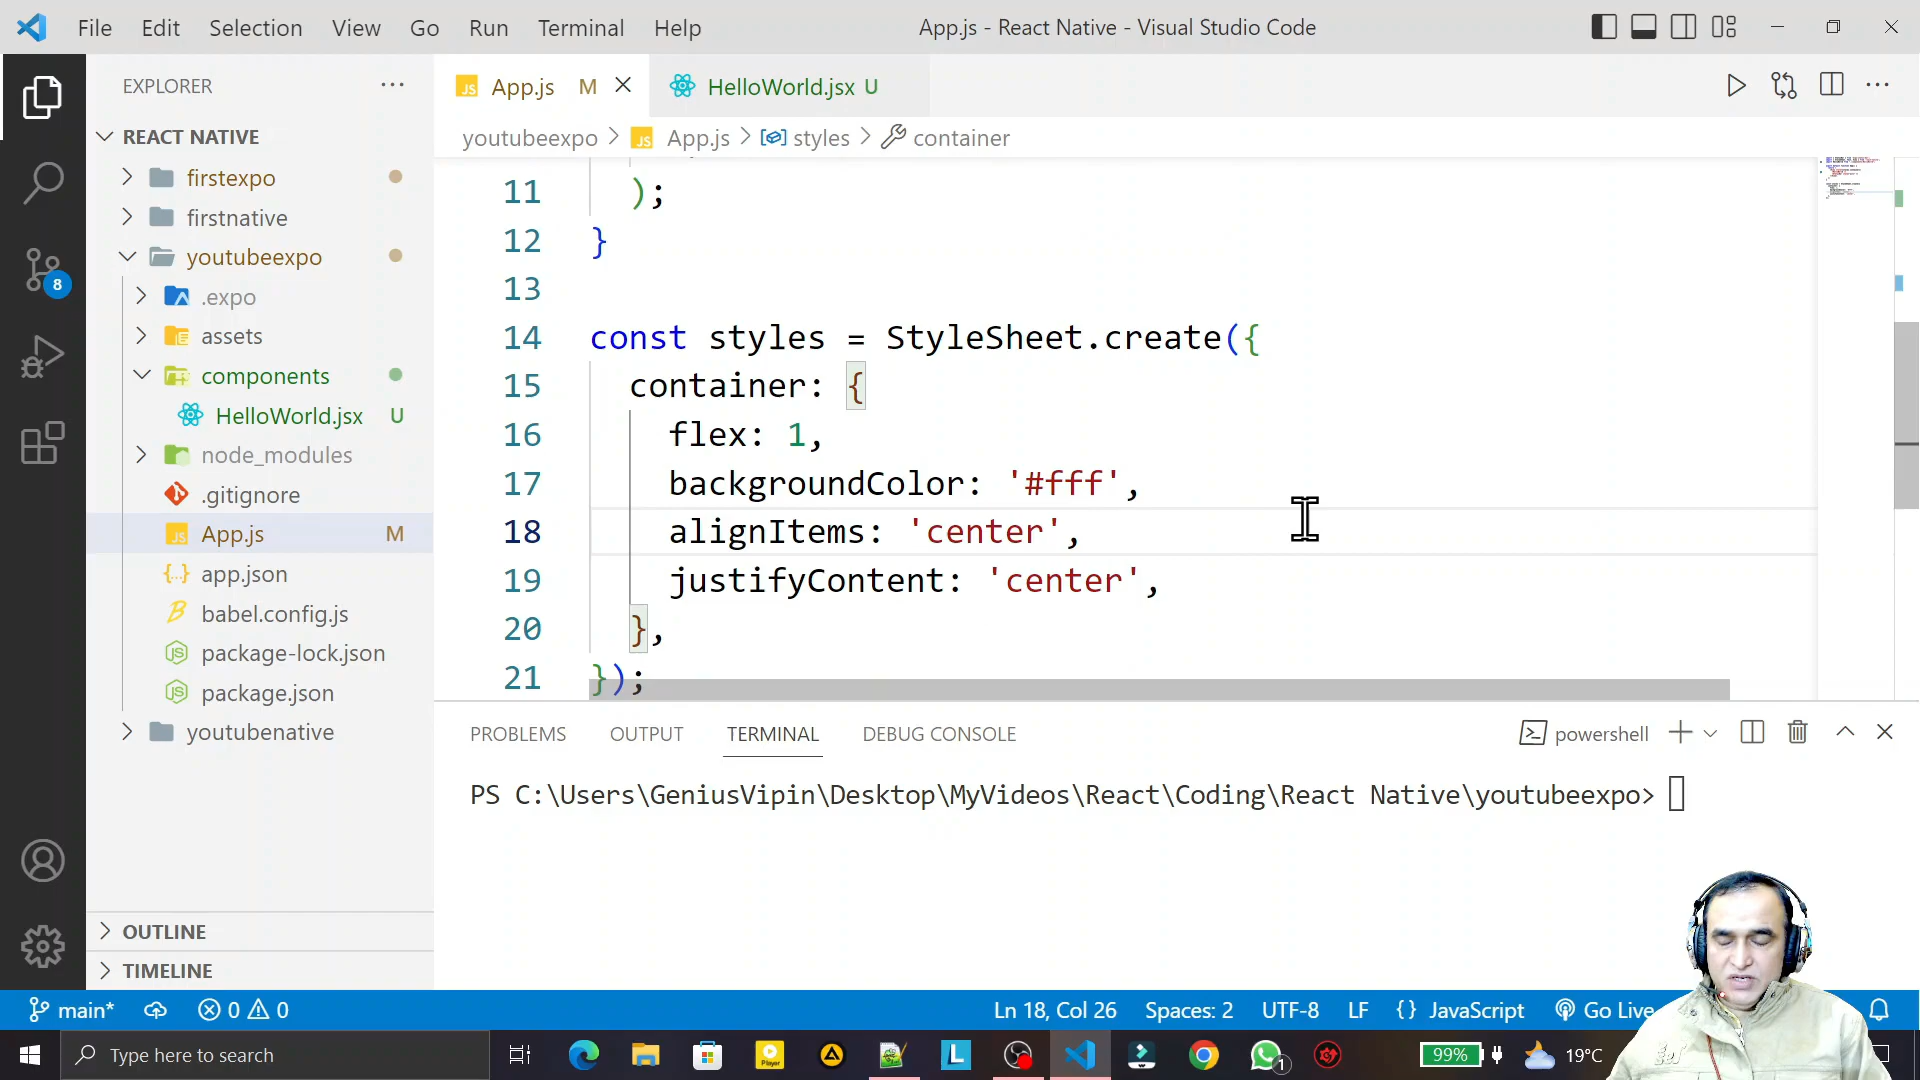 File Edit Selection View Go Run Terminal Help App.js - React Native - Visual Studio Code
EXPLORER
REACT NATIVE
firstexpo
firstnative
youtubeexpo
.expo
assets
components
HelloWorld.jsx U
node_modules
.gitignore
App.js M
app.json
babel.config.js
package-lock.json
package.json
youtubenative
OUTLINE
TIMELINE
8
JS App.js M HelloWorld.jsx U
youtubeexpo > JS App.js > styles > container
11 );
12 }
13
14 const styles = StyleSheet.create({
15 container: {
16 flex: 1,
17 backgroundColor: '#fff',
18 alignItems: 'center',
19 justifyContent: 'center',
20 },
21 });
PROBLEMS OUTPUT TERMINAL DEBUG CONSOLE powershell
PS C:\Users\GeniusVipin\Desktop\MyVideos\React\Coding\React Native\youtubeexpo>
main* 0 0 Ln 18, Col 26 Spaces: 2 UTF-8 LF {} JavaScript Go Live
Type here to search 99% 19°C